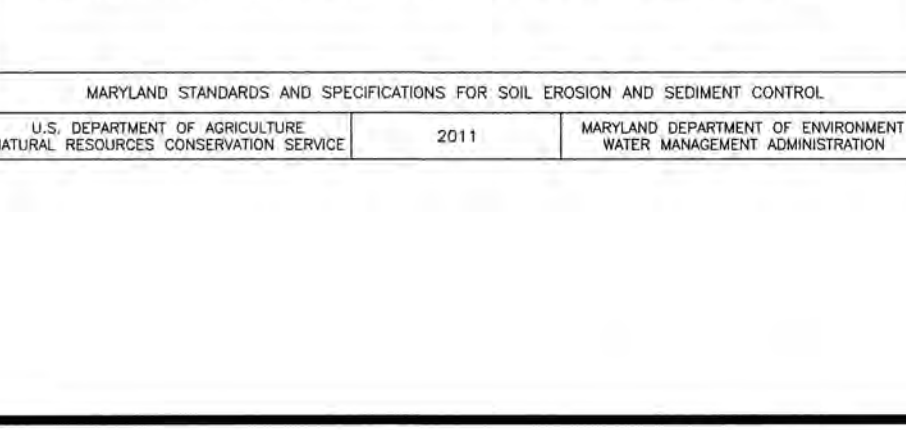 MARYLAND STANDARDS AND SPECIFICATIONS FOR SOIL EROSION AND SEDIMENT CONTROL
U.S. DEPARTMENT OF AGRICULTURE
NATURAL RESOURCES CONSERVATION SERVICE
2011
MARYLAND DEPARTMENT OF ENVIRONMENT
WATER MANAGEMENT ADMINISTRATION